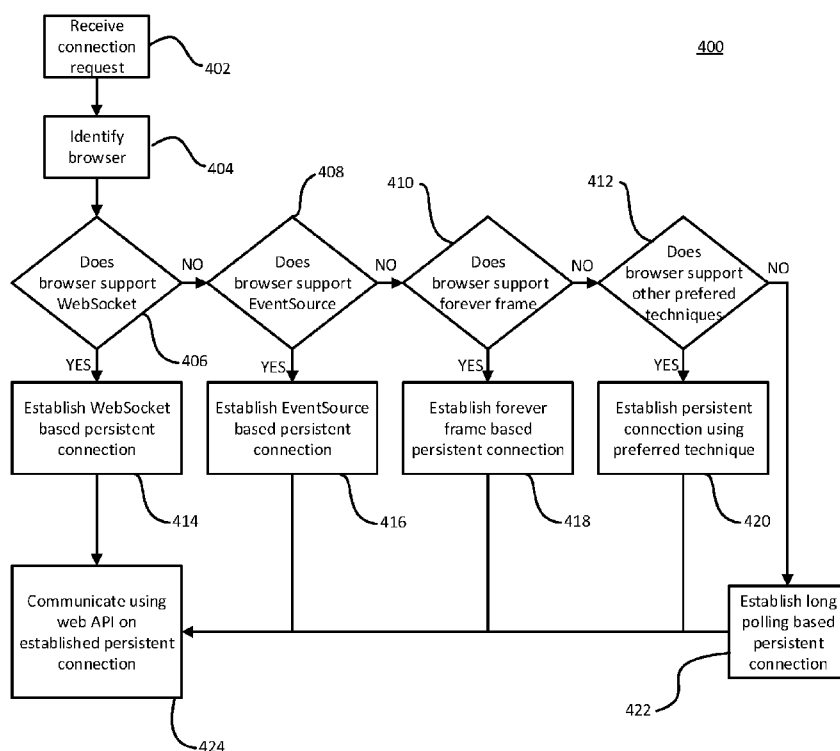 Receive
connection
request
402
400
Identify
browser
404
408
410
412
Does
browser support
WebSocket
NO
Does
browser support
EventSource
NO
Does
browser support
forever frame
NO
Does
browser support
other prefered
techniques
NO
406
YES
YES
YES
YES
Establish WebSocket
based persistent
connection
Establish EventSource
based persistent
connection
Establish forever
frame based
persistent connection
Establish persistent
connection using
preferred technique
414
416
418
420
Communicate using
web API on
established persistent
connection
Establish long
polling based
persistent
connection
422
424